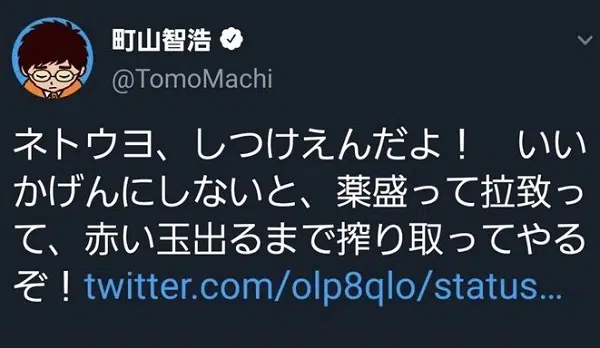 町山智浩
@TomoMachi
ネトウヨ、しつけえんだよ！　いい
かげんにしないと、薬盛って拉致っ
て、赤い玉出るまで搾り取ってやる
ぞ！twitter.com/olp8qlo/status…